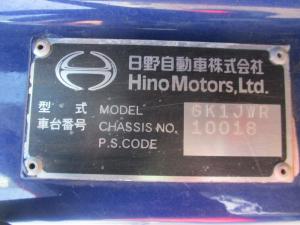 日野自動車株式会社
Hino Motors, Ltd.
型 式 MODEL 6K1JWR
車台番号 CHASSIS NO. 10018
P.S.CODE